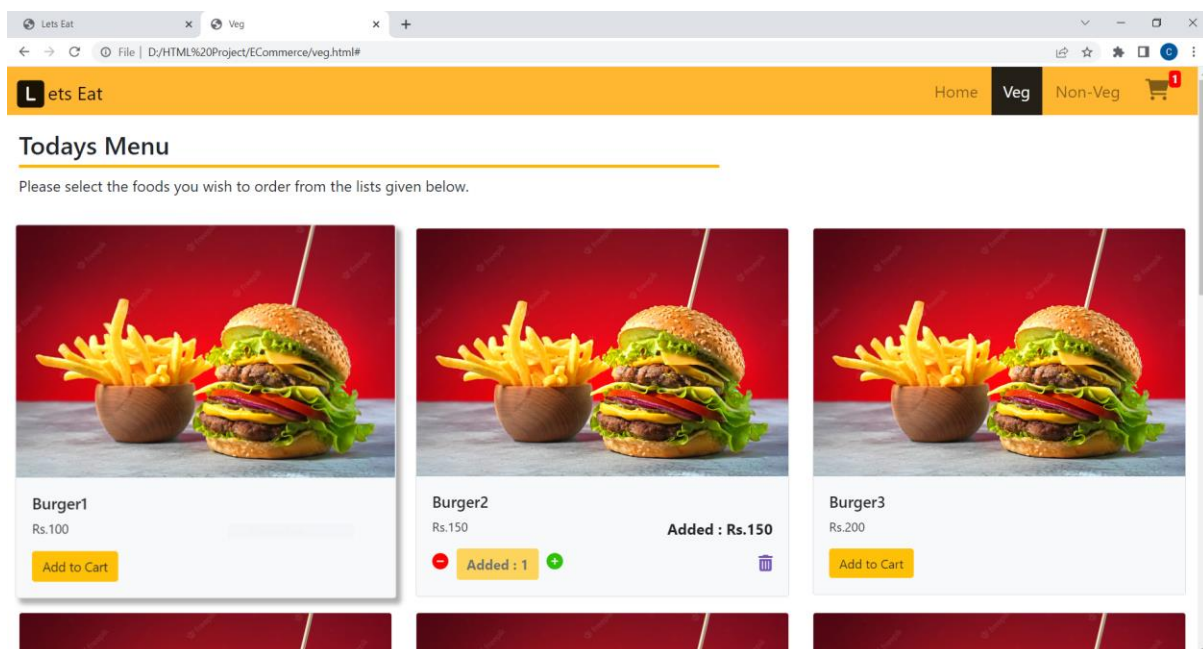 Lets Eat
Veg
File | D:/HTML%20Project/ECommerce/veg.html#
C
L ets Eat
Home Veg Non-Veg 1
Todays Menu
Please select the foods you wish to order from the lists given below.
Burger1
Rs.100
Add to Cart
Burger2
Rs.150
Added : Rs.150
Added : 1
Burger3
Rs.200
Add to Cart